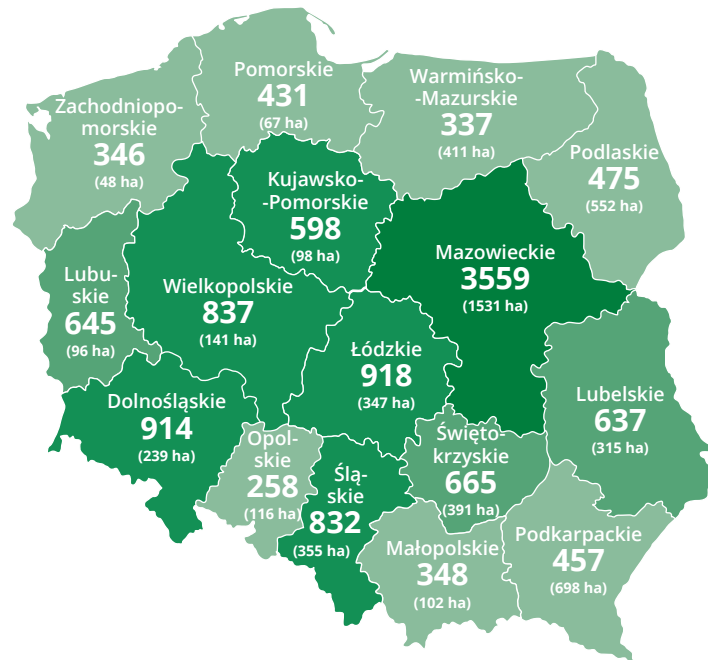 Pomorskie
431
(67 ha)
Warmińsko-
-Mazurskie
337
(411 ha)
Zachodniopo-
morskie
346
(48 ha)
Podlaskie
475
(552 ha)
Kujawsko-
-Pomorskie
598
(98 ha)
Mazowieckie
3559
(1531 ha)
Lubu-
skie
645
(96 ha)
Wielkopolskie
837
(141 ha)
Łódzkie
918
(347 ha)
Lubelskie
637
(315 ha)
Dolnośląskie
914
(239 ha)
Opol-
skie
258
(116 ha)
Ślą-
skie
832
(355 ha)
Święto-
krzyskie
665
(391 ha)
Małopolskie
348
(102 ha)
Podkarpackie
457
(698 ha)